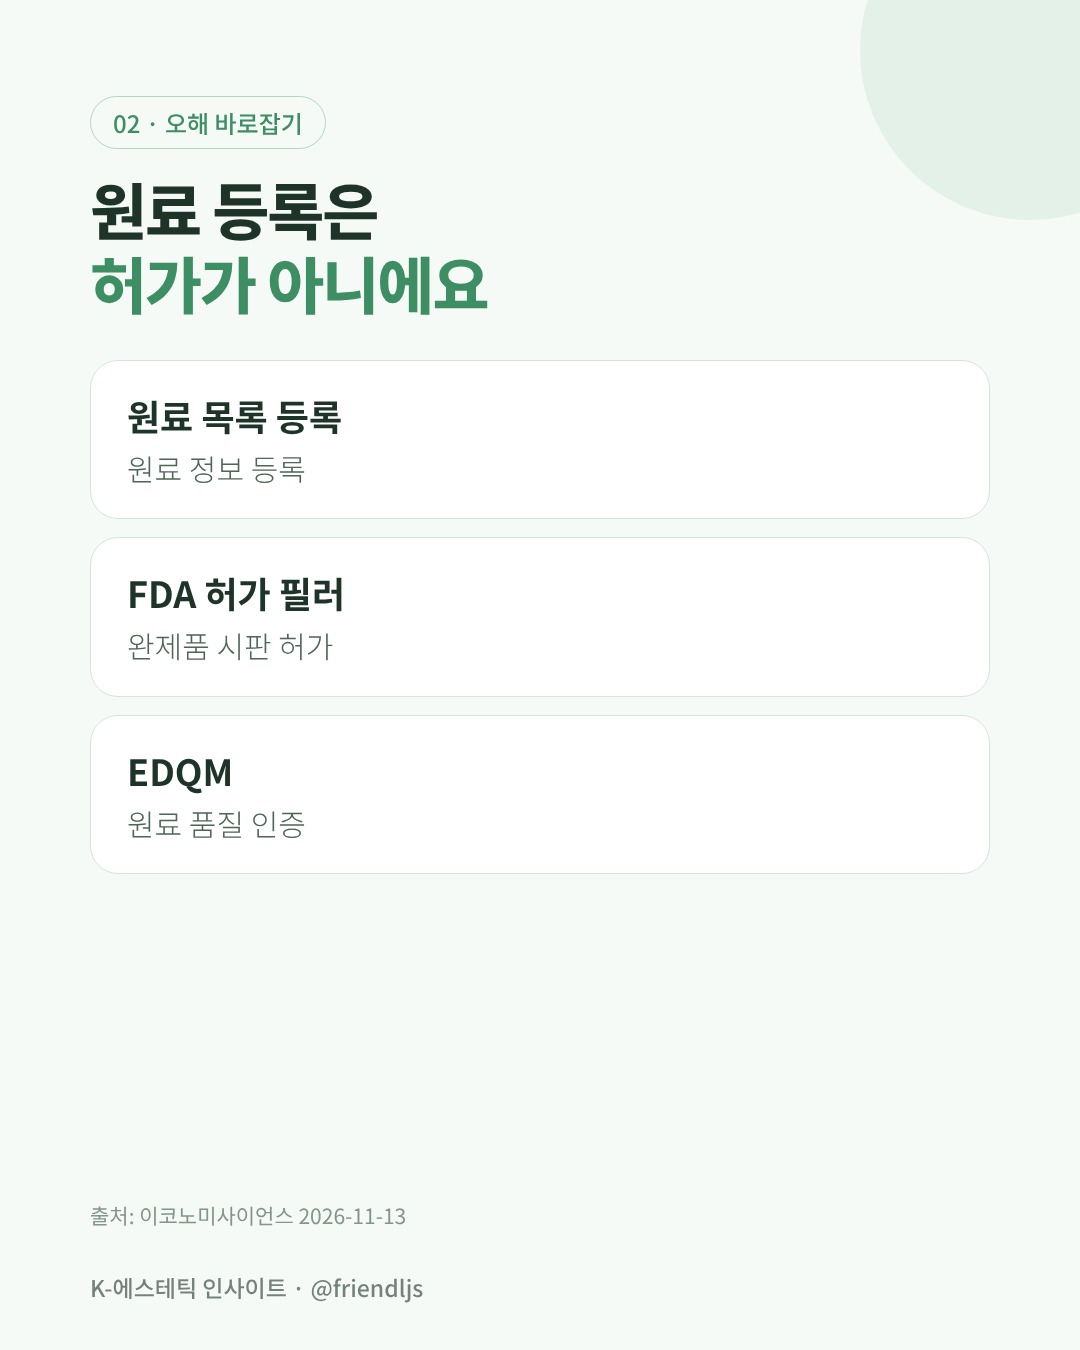 02 · 오해 바로잡기
원료 등록은
허가가 아니에요
원료 목록 등록
원료 정보 등록
FDA 허가 필러
완제품 시판 허가
EDQM
원료 품질 인증
출처: 이코노미사이언스 2026-11-13
K-에스테틱 인사이트 · @friendljs